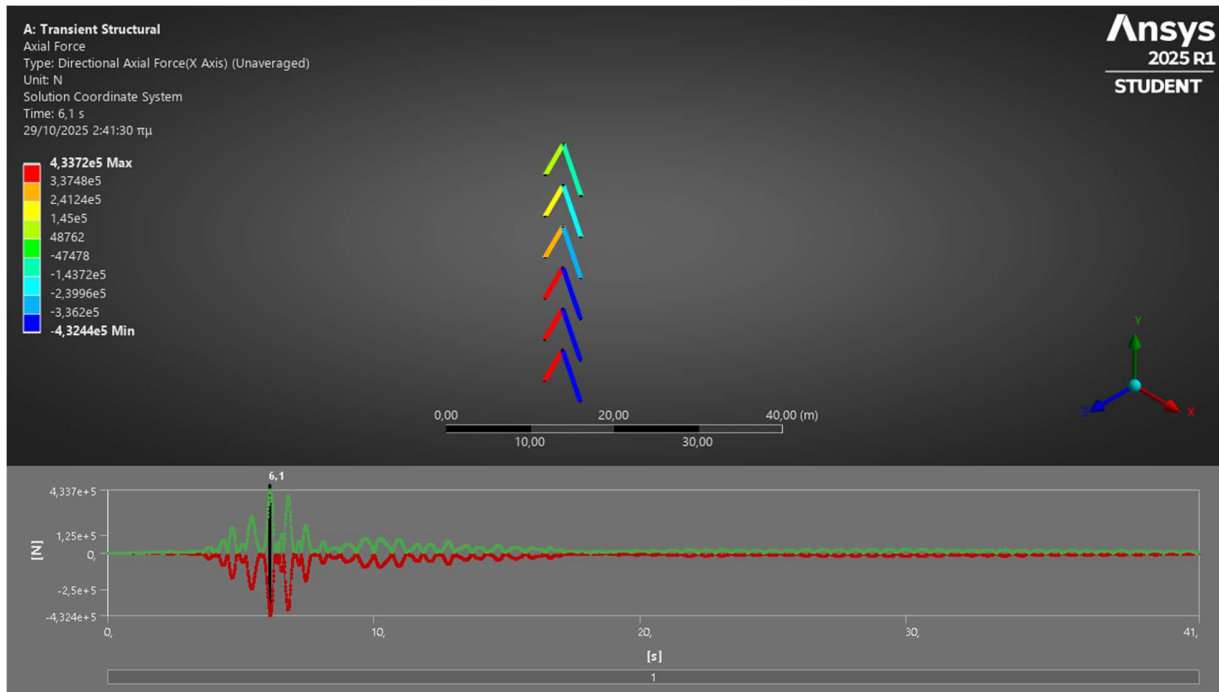 A: Transient Structural
Axial Force
Type: Directional Axial Force(X Axis) (Unaveraged)
Unit: N
Solution Coordinate System
Time: 6,1 s
29/10/2025 2:41:30 πμ
4,3372e5 Max
3,3748e5
2,4124e5
1,45e5
48762
-47478
-1,4372e5
-2,3996e5
-3,362e5
-4,3244e5 Min
Ansys
2025 R1
STUDENT
Y
Z
X
0,00 20,00 40,00 (m)
10,00 30,00
6,1
4,337e+5
1,25e+5
0,
-2,5e+5
-4,324e+5
[N]
0, 10, 20, 30, 41,
[s]
1